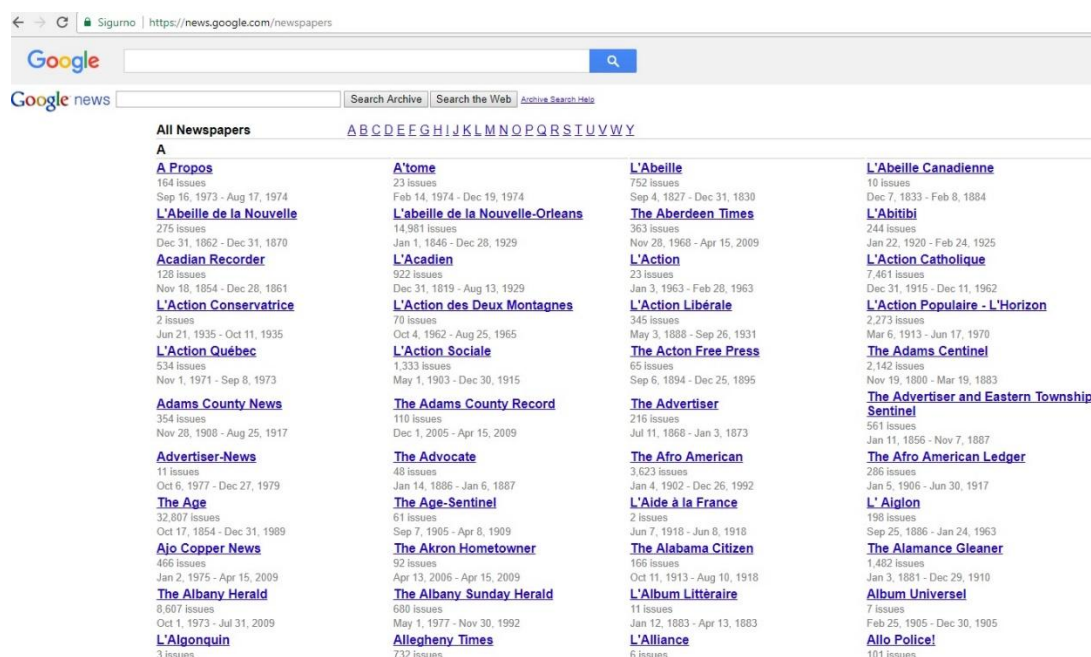 Sigurno | https://news.google.com/newspapers
Google
Google news Search Archive Search the Web Archive Search Help
All Newspapers A B C D E F G H I J K L M N O P Q R S T U V W Y
A
A Propos A'tome L'Abeille L'Abeille Canadienne
164 issues 23 issues 752 issues 10 issues
Sep 16, 1973 - Aug 17, 1974 Feb 14, 1974 - Dec 19, 1974 Sep 4, 1827 - Dec 31, 1830 Dec 7, 1833 - Feb 8, 1884
L'Abeille de la Nouvelle L'abeille de la Nouvelle-Orleans The Aberdeen Times L'Abitibi
275 issues 14,981 issues 363 issues 244 issues
Dec 31, 1862 - Dec 31, 1870 Jan 1, 1846 - Dec 28, 1929 Nov 28, 1968 - Apr 15, 2009 Jan 22, 1920 - Feb 24, 1925
Acadian Recorder L'Acadien L'Action L'Action Catholique
128 issues 922 issues 23 issues 7,461 issues
Nov 18, 1854 - Dec 28, 1861 Dec 31, 1819 - Aug 13, 1929 Jan 3, 1963 - Feb 28, 1963 Dec 31, 1915 - Dec 11, 1962
L'Action Conservatrice L'Action des Deux Montagnes L'Action Libérale L'Action Populaire - L'Horizon
2 issues 70 issues 345 issues 2,273 issues
Jun 21, 1935 - Oct 11, 1935 Oct 4, 1962 - Aug 25, 1965 May 3, 1888 - Sep 26, 1931 Mar 6, 1913 - Jun 17, 1970
L'Action Québec L'Action Sociale The Acton Free Press The Adams Centinel
534 issues 1,333 issues 65 issues 2,142 issues
Nov 1, 1971 - Sep 8, 1973 May 1, 1903 - Dec 30, 1915 Sep 6, 1894 - Dec 25, 1895 Nov 19, 1800 - Mar 19, 1883
Adams County News The Adams County Record The Advertiser The Advertiser and Eastern Township
Sentinel
354 issues 110 issues 216 issues 561 issues
Nov 28, 1908 - Aug 25, 1917 Dec 1, 2005 - Apr 15, 2009 Jul 11, 1868 - Jan 3, 1873 Jan 11, 1856 - Nov 7, 1887
Advertiser-News The Advocate The Afro American The Afro American Ledger
11 issues 48 issues 3,623 issues 286 issues
Oct 6, 1977 - Dec 27, 1979 Jan 14, 1886 - Jan 6, 1887 Jan 4, 1902 - Dec 26, 1992 Jan 5, 1906 - Jun 30, 1917
The Age The Age-Sentinel L'Aide à la France L' Aiglon
32,807 issues 61 issues 2 issues 198 issues
Oct 17, 1854 - Dec 31, 1989 Sep 7, 1905 - Apr 8, 1909 Jun 7, 1918 - Jun 8, 1918 Sep 25, 1886 - Jan 24, 1963
Ajo Copper News The Akron Hometowner The Alabama Citizen The Alamance Gleaner
466 issues 92 issues 166 issues 1,482 issues
Jan 2, 1975 - Apr 15, 2009 Apr 13, 2006 - Apr 15, 2009 Oct 11, 1913 - Aug 10, 1918 Jan 3, 1881 - Dec 29, 1910
The Albany Herald The Albany Sunday Herald L'Album Littèraire Album Universel
8,607 issues 680 issues 11 issues 7 issues
Oct 1, 1973 - Jul 31, 2009 May 1, 1977 - Nov 30, 1992 Jan 12, 1883 - Apr 13, 1883 Feb 25, 1905 - Dec 30, 1905
L'Algonquin Allegheny Times L'Alliance Allo Police!
3 issues 732 issues 6 issues 101 issues